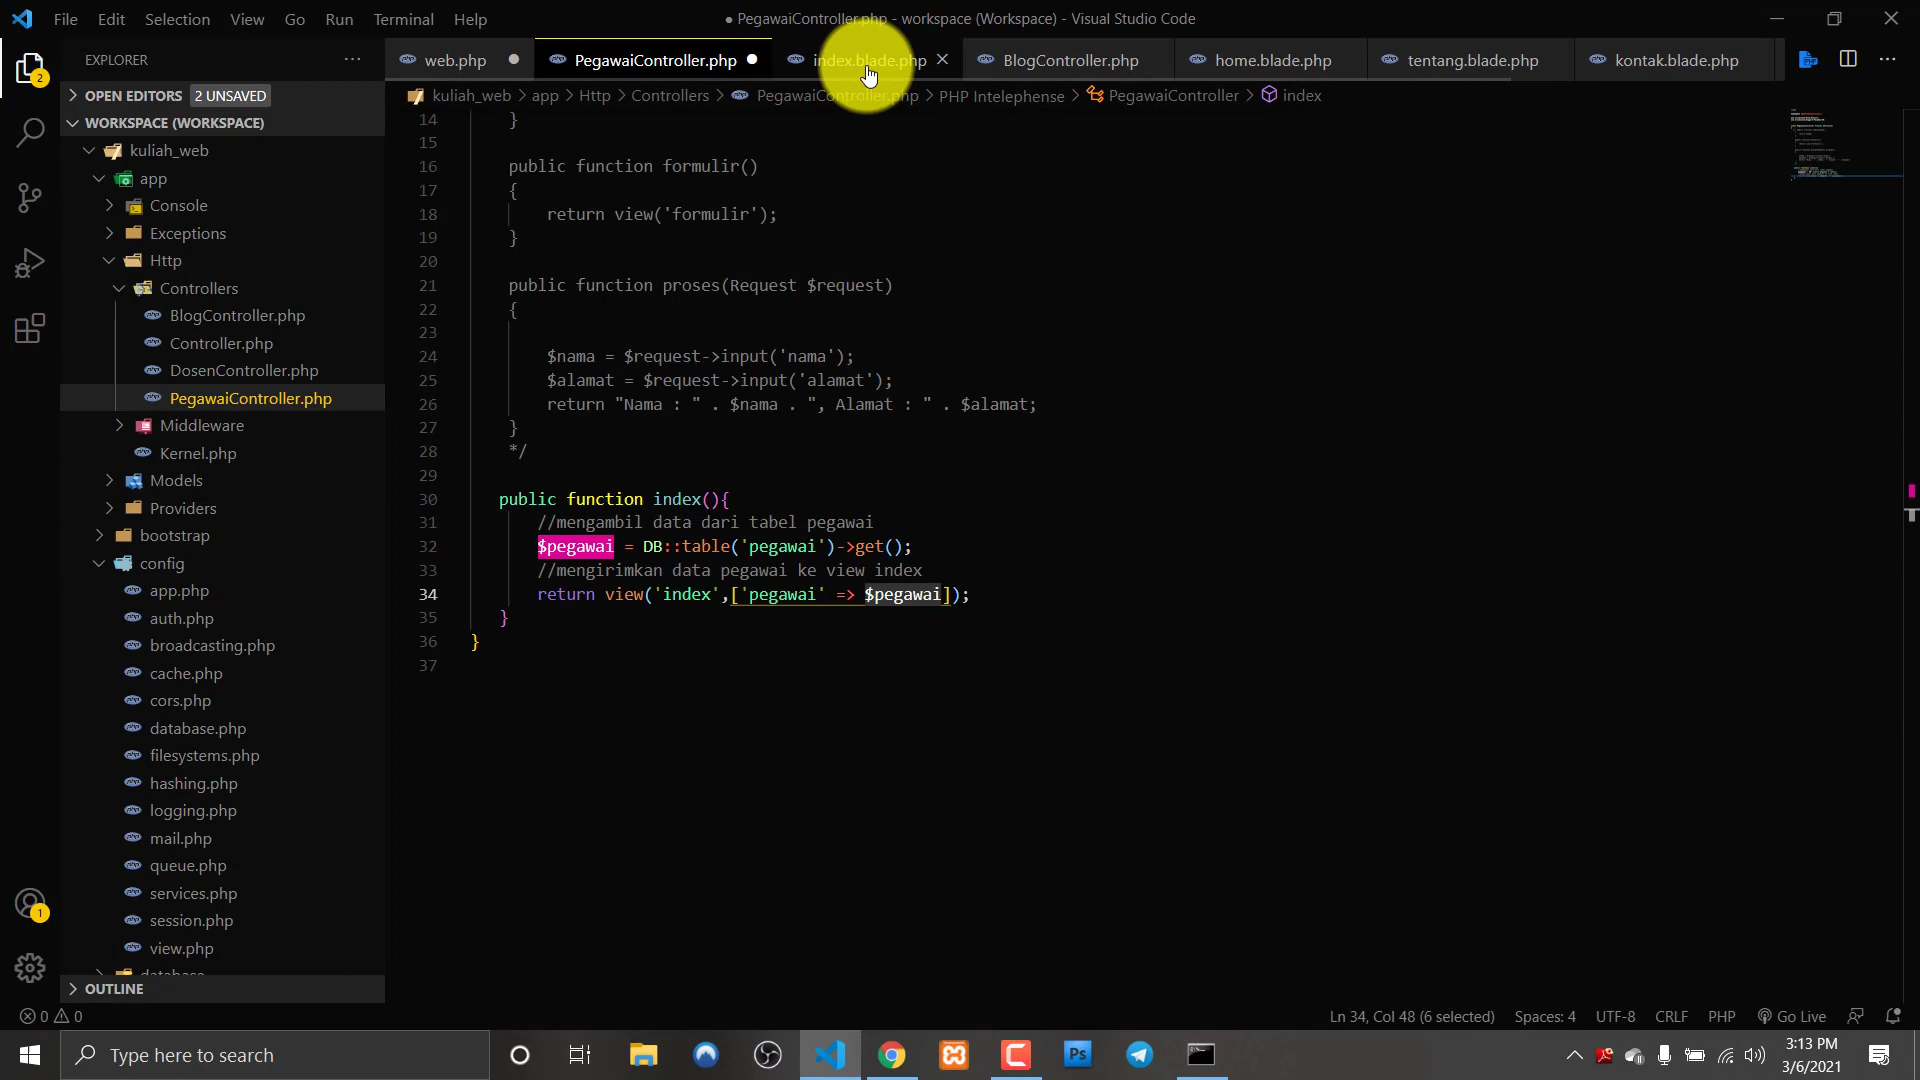 File Edit Selection View Go Run Terminal Help
● PegawaiController.php - workspace (Workspace) - Visual Studio Code
EXPLORER
web.php
PegawaiController.php
index.blade.php
BlogController.php
home.blade.php
tentang.blade.php
kontak.blade.php
kuliah_web > app > Http > Controllers > PegawaiController.php > PHP Intelephense > PegawaiController > index
2
OPEN EDITORS 2 UNSAVED
WORKSPACE (WORKSPACE)
kuliah_web
app
Console
Exceptions
Http
Controllers
BlogController.php
Controller.php
DosenController.php
PegawaiController.php
Middleware
Kernel.php
Models
Providers
bootstrap
config
app.php
auth.php
broadcasting.php
cache.php
cors.php
database.php
filesystems.php
hashing.php
logging.php
mail.php
queue.php
services.php
session.php
view.php
database
OUTLINE
1
14 }
15
16 public function formulir()
17 {
18 return view('formulir');
19 }
20
21 public function proses(Request $request)
22 {
23
24 $nama = $request->input('nama');
25 $alamat = $request->input('alamat');
26 return "Nama : " . $nama . ", Alamat : " . $alamat;
27 }
28 */
29
30 public function index(){
31 //mengambil data dari tabel pegawai
32 $pegawai = DB::table('pegawai')->get();
33 //mengirimkan data pegawai ke view index
34 return view('index',['pegawai' => $pegawai]);
35 }
36 }
37
0 0
Ln 34, Col 48 (6 selected) Spaces: 4 UTF-8 CRLF PHP Go Live
Type here to search
Ps
3:13 PM
3/6/2021